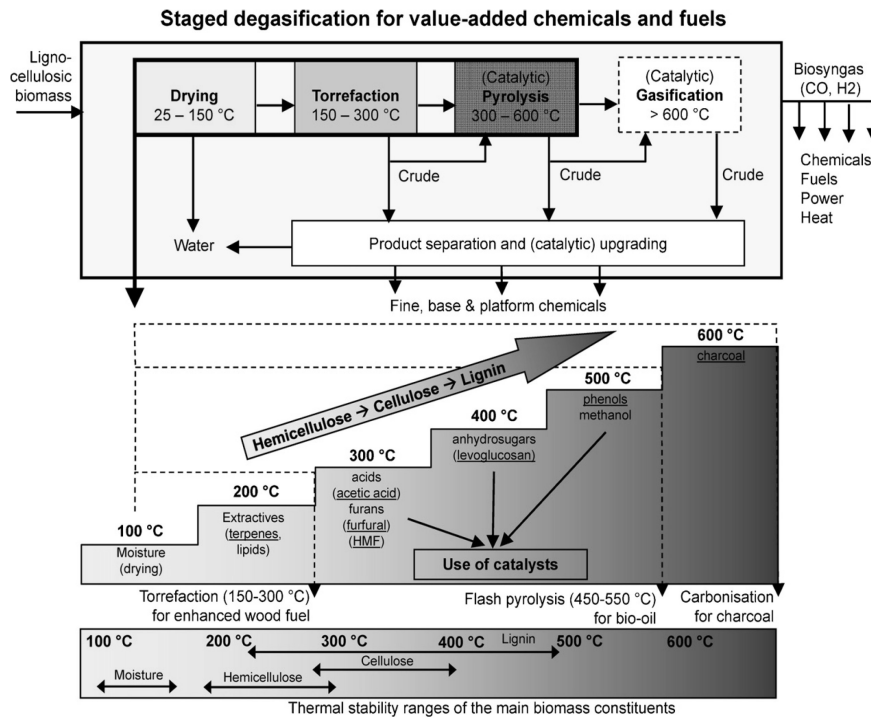 Staged degasification for value-added chemicals and fuels
Ligno-
cellulosic
biomass
Drying
25 – 150 °C
Torrefaction
150 – 300 °C
(Catalytic)
Pyrolysis
300 – 600 °C
(Catalytic)
Gasification
> 600 °C
Biosyngas
(CO, H2)
Chemicals
Fuels
Power
Heat
Crude
Crude
Crude
Water
Product separation and (catalytic) upgrading
Fine, base & platform chemicals
Hemicellulose → Cellulose → Lignin
600 °C
charcoal
500 °C
phenols
methanol
400 °C
anhydrosugars
(levoglucosan)
300 °C
acids
(acetic acid)
furans
(furfural)
(HMF)
200 °C
Extractives
(terpenes,
lipids)
100 °C
Moisture
(drying)
Use of catalysts
Torrefaction (150-300 °C)
for enhanced wood fuel
Flash pyrolysis (450-550 °C)
for bio-oil
Carbonisation
for charcoal
100 °C 200 °C 300 °C 400 °C 500 °C 600 °C
Lignin
Cellulose
Moisture
Hemicellulose
Thermal stability ranges of the main biomass constituents